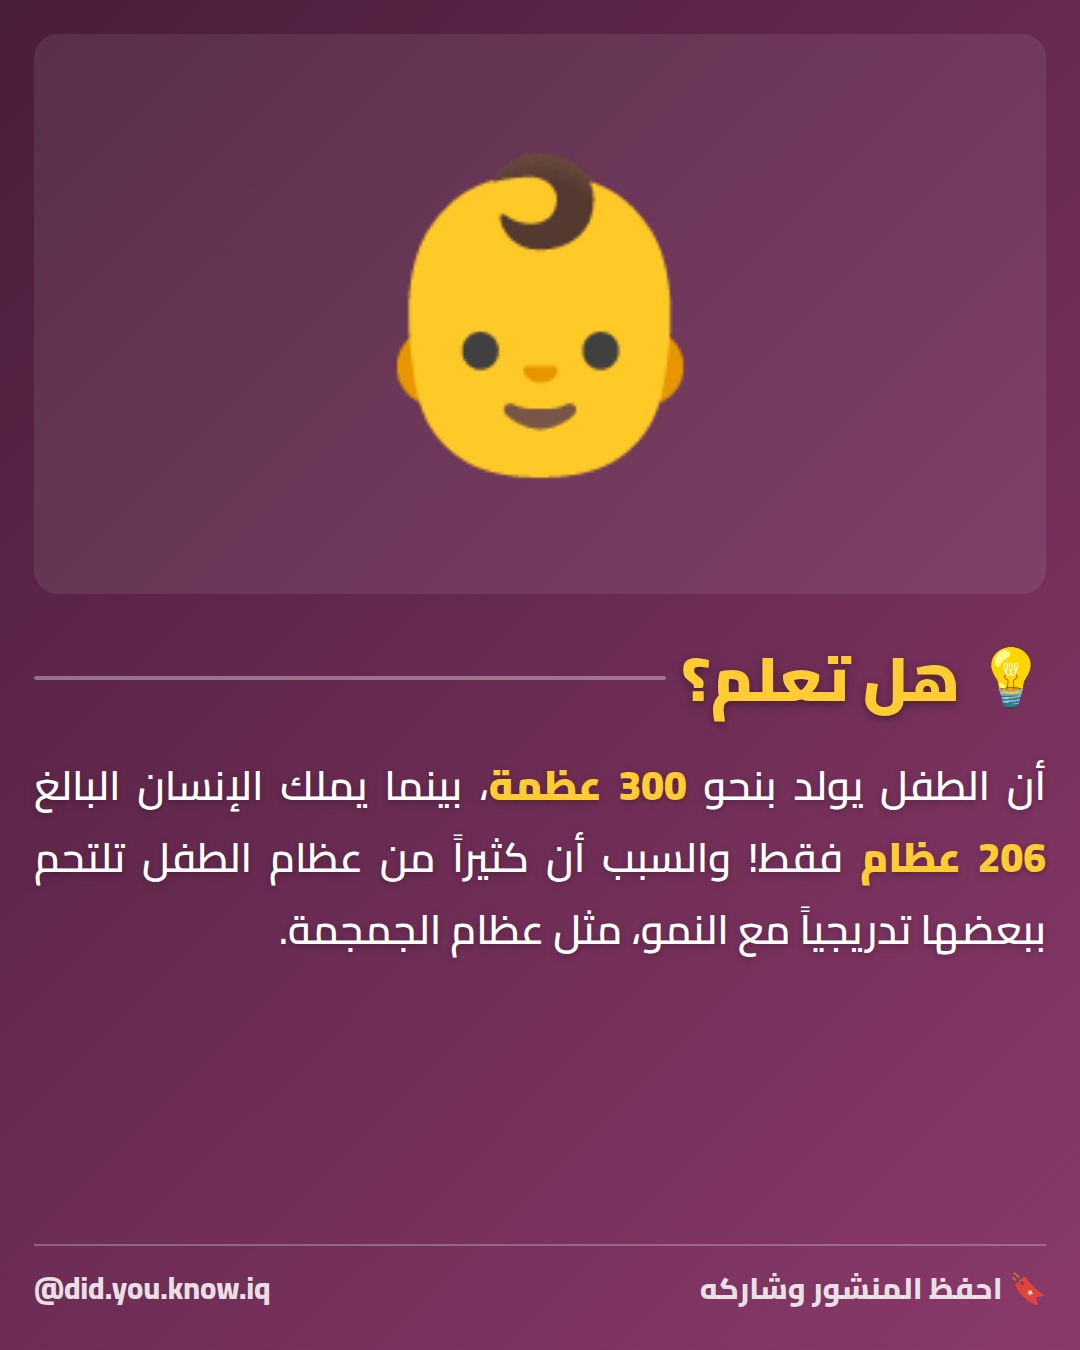 💡 هل تعلم؟
أن الطفل يولد بنحو 300 عظمة، بينما يملك الإنسان البالغ
206 عظام فقط! والسبب أن كثيراً من عظام الطفل تلتحم
ببعضها تدريجياً مع النمو، مثل عظام الجمجمة.
🔖 احفظ المنشور وشاركه
@did.you.know.iq